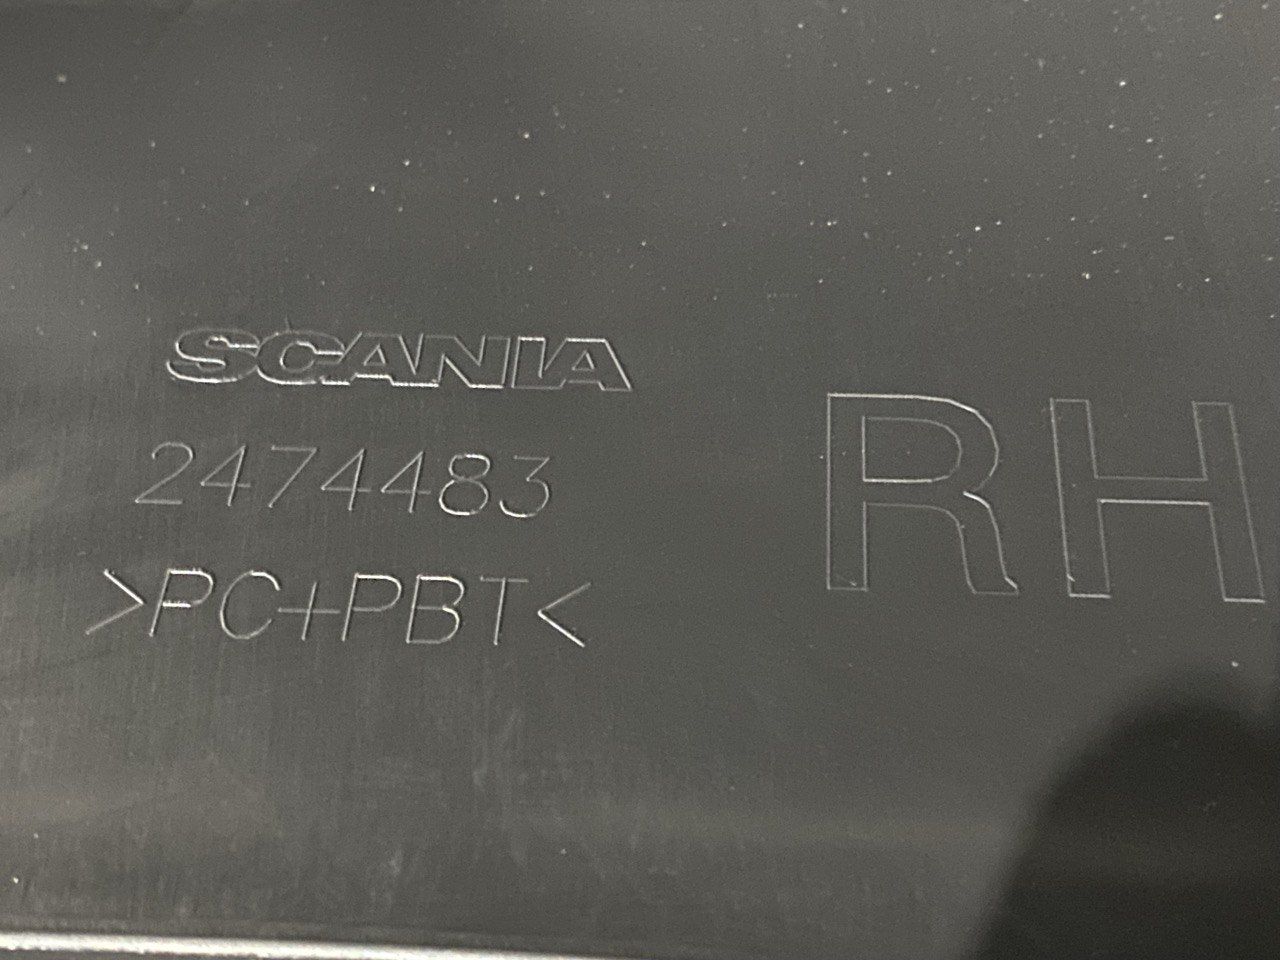 SCANIA
2474483
>PC+PBT<
RH